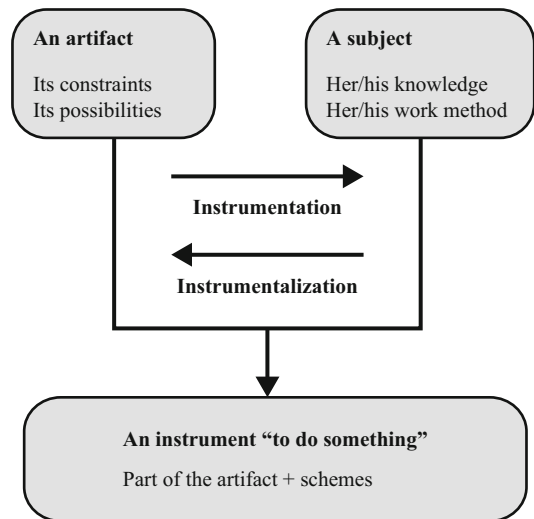 An artifact
Its constraints
Its possibilities
A subject
Her/his knowledge
Her/his work method
Instrumentation
Instrumentalization
An instrument “to do something”
Part of the artifact + schemes